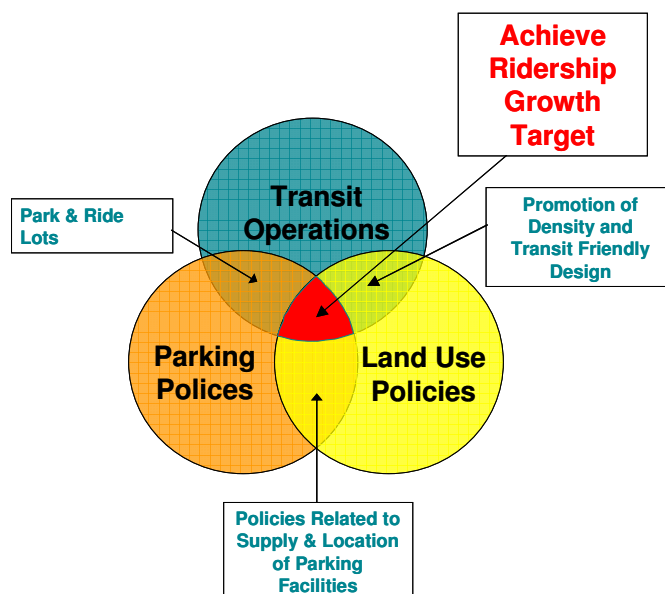 Achieve
Ridership
Growth
Target
Transit
Operations
Park & Ride
Lots
Promotion of
Density and
Transit Friendly
Design
Parking
Polices
Land Use
Policies
Policies Related to
Supply & Location
of Parking
Facilities